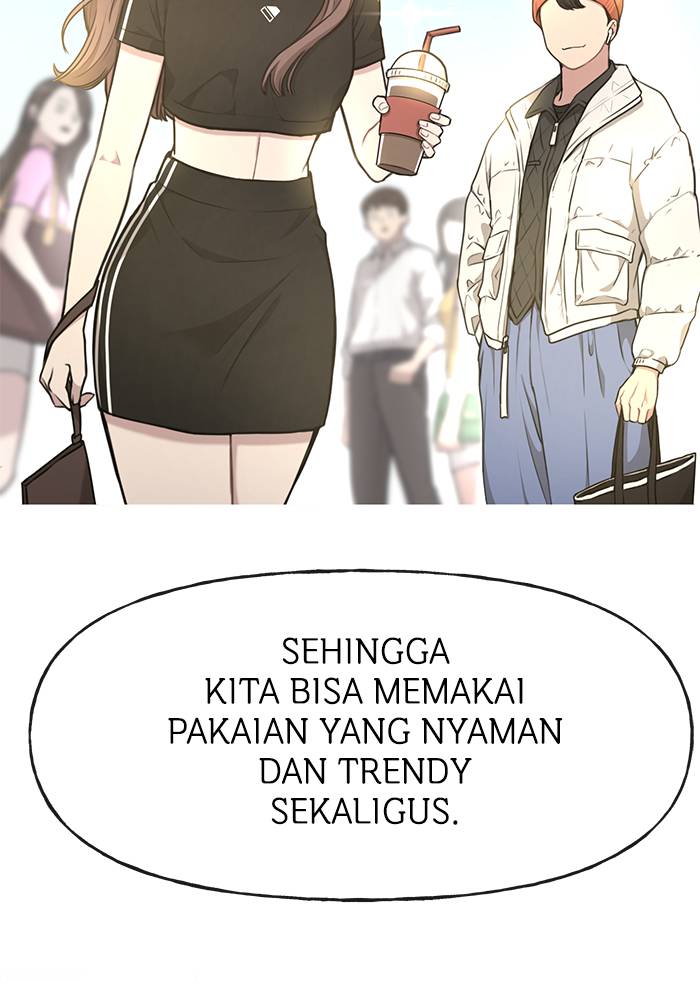 SEHINGGA
KITA BISA MEMAKAI
PAKAIAN YANG NYAMAN
DAN TRENDY
SEKALIGUS.